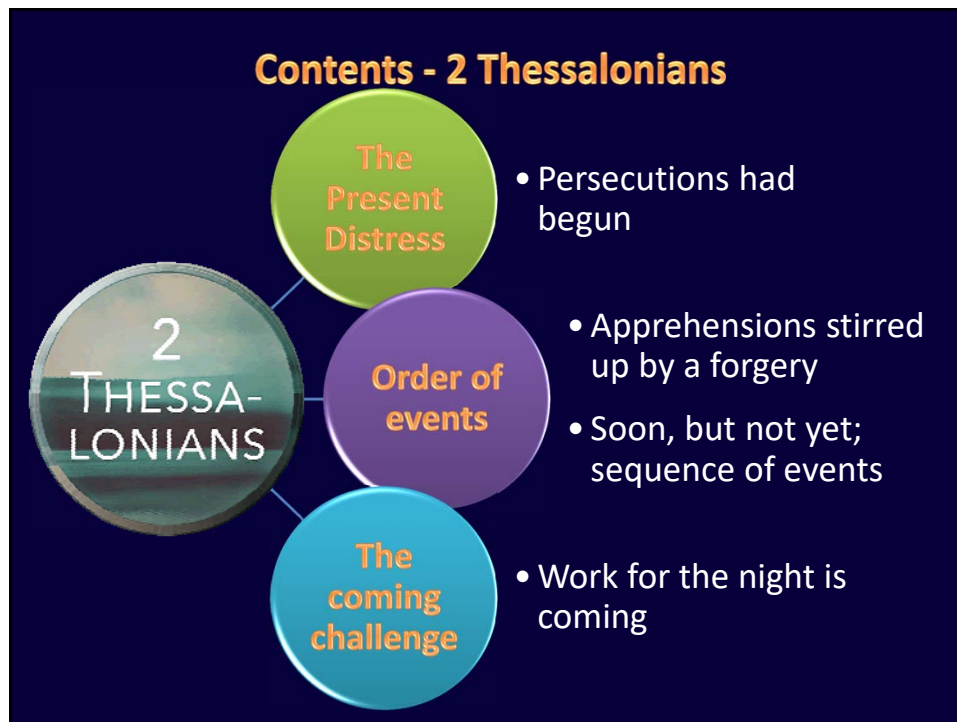 Contents - 2 Thessalonians
2
THESSA-
LONIANS
The
Present
Distress
• Persecutions had
begun
Order of
events
• Apprehensions stirred
up by a forgery
• Soon, but not yet;
sequence of events
The
coming
challenge
• Work for the night is
coming